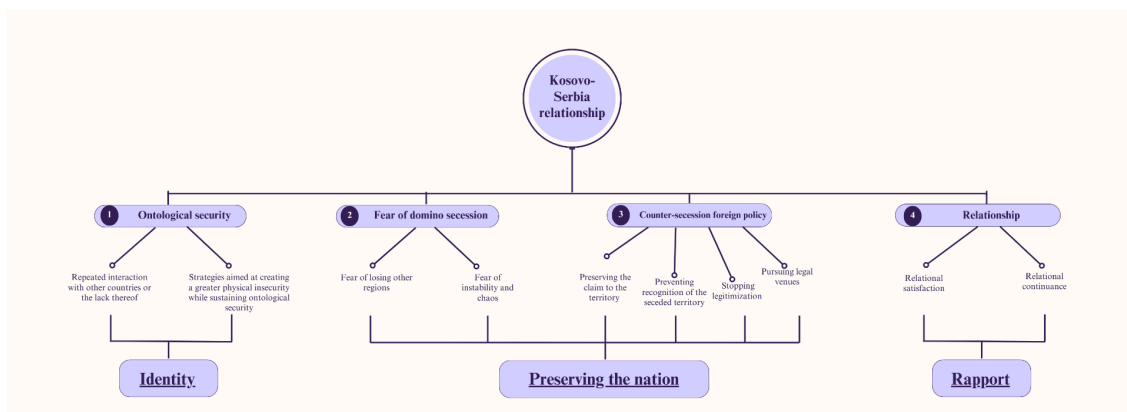 Kosovo-
Serbia
relationship
1 Ontological security
2 Fear of domino secession
3 Counter-secession foreign policy
4 Relationship
Repeated interaction
with other countries or
the lack thereof
Strategies aimed at creating
a greater physical insecurity
while sustaining ontological
security
Fear of losing other
regions
Fear of
instability and
chaos
Preserving the
claim to the
territory
Preventing
recognition of the
seceded territory
Stopping
legitimization
Pursuing legal
venues
Relational
satisfaction
Relational
continuance
Identity
Preserving the nation
Rapport